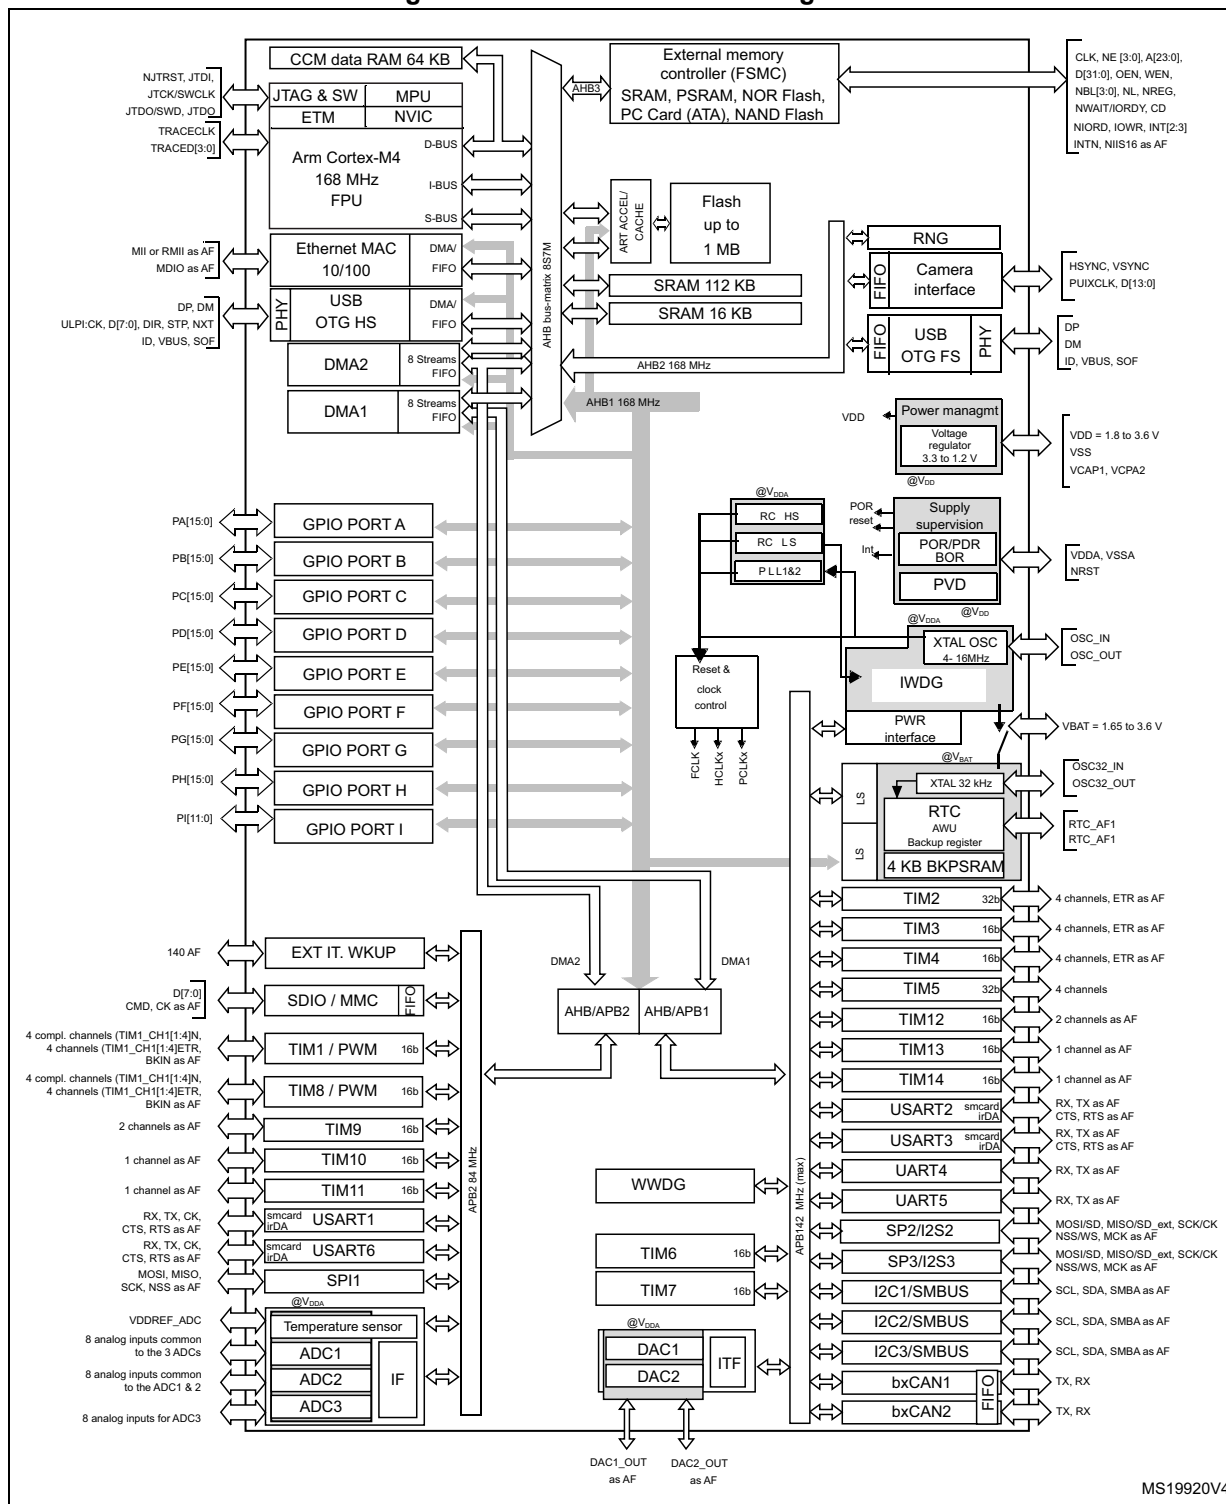 CCM data RAM 64 KB
NJTRST, JTDI,
JTCK/SWCLK
JTDO/SWD, JTDO
TRACECLK
TRACED[3:0]
JTAG & SW
MPU
ETM
NVIC
Arm Cortex-M4
168 MHz
FPU
D-BUS
I-BUS
S-BUS
MII or RMII as AF
MDIO as AF
Ethernet MAC
10/100
DMA/
FIFO
DP, DM
ULPI:CK, D[7:0], DIR, STP, NXT
ID, VBUS, SOF
PHY
USB
OTG HS
DMA/
FIFO
DMA2
8 Streams
FIFO
DMA1
8 Streams
FIFO
AHB bus-matrix 8S7M
AHB3
External memory
controller (FSMC)
SRAM, PSRAM, NOR Flash,
PC Card (ATA), NAND Flash
CLK, NE [3:0], A[23:0],
D[31:0], OEN, WEN,
NBL[3:0], NL, NREG,
NWAIT/IORDY, CD
NIORD, IOWR, INT[2:3]
INTN, NIIS16 as AF
ART ACCEL/
CACHE
Flash
up to
1 MB
SRAM 112 KB
SRAM 16 KB
AHB2 168 MHz
AHB1 168 MHz
RNG
FIFO
Camera
interface
HSYNC, VSYNC
PUIXCLK, D[13:0]
FIFO
USB
OTG FS
PHY
DP
DM
ID, VBUS, SOF
VDD
Power managmt
Voltage
regulator
3.3 to 1.2 V
@VDD
VDD = 1.8 to 3.6 V
VSS
VCAP1, VCPA2
@VDDA
RC HS
RC LS
PLL1&2
POR
reset
Int
Supply
supervision
POR/PDR
BOR
PVD
@VDD
VDDA, VSSA
NRST
@VDDA
XTAL OSC
4- 16MHz
IWDG
OSC_IN
OSC_OUT
Reset &
clock
control
FCLK
HCLKx
PCLKx
PWR
interface
VBAT = 1.65 to 3.6 V
@VBAT
LS
LS
XTAL 32 kHz
RTC
AWU
Backup register
4 KB BKPSRAM
OSC32_IN
OSC32_OUT
RTC_AF1
RTC_AF1
PA[15:0]
GPIO PORT A
PB[15:0]
GPIO PORT B
PC[15:0]
GPIO PORT C
PD[15:0]
GPIO PORT D
PE[15:0]
GPIO PORT E
PF[15:0]
GPIO PORT F
PG[15:0]
GPIO PORT G
PH[15:0]
GPIO PORT H
PI[11:0]
GPIO PORT I
DMA2
DMA1
AHB/APB2
AHB/APB1
140 AF
EXT IT. WKUP
D[7:0]
CMD, CK as AF
SDIO / MMC
FIFO
4 compl. channels (TIM1_CH1[1:4]N,
4 channels (TIM1_CH1[1:4]ETR,
BKIN as AF
TIM1 / PWM 16b
4 compl. channels (TIM1_CH1[1:4]N,
4 channels (TIM1_CH1[1:4]ETR,
BKIN as AF
TIM8 / PWM 16b
2 channels as AF
TIM9 16b
1 channel as AF
TIM10 16b
1 channel as AF
TIM11 16b
RX, TX, CK,
CTS, RTS as AF
smcard
irDA
USART1
RX, TX, CK,
CTS, RTS as AF
smcard
irDA
USART6
MOSI, MISO,
SCK, NSS as AF
SPI1
@VDDA
VDDREF_ADC
Temperature sensor
8 analog inputs common
to the 3 ADCs
ADC1
8 analog inputs common
to the ADC1 & 2
ADC2
8 analog inputs for ADC3
ADC3
IF
APB2 84 MHz
WWDG
TIM6 16b
TIM7 16b
@VDDA
DAC1
DAC2
ITF
DAC1_OUT
as AF
DAC2_OUT
as AF
APB142 MHz (max)
TIM2 32b
4 channels, ETR as AF
TIM3 16b
4 channels, ETR as AF
TIM4 16b
4 channels, ETR as AF
TIM5 32b
4 channels
TIM12 16b
2 channels as AF
TIM13 16b
1 channel as AF
TIM14 16b
1 channel as AF
USART2
smcard
irDA
RX, TX as AF
CTS, RTS as AF
USART3
smcard
irDA
RX, TX as AF
CTS, RTS as AF
UART4
RX, TX as AF
UART5
RX, TX as AF
SP2/I2S2
MOSI/SD, MISO/SD_ext, SCK/CK
NSS/WS, MCK as AF
SP3/I2S3
MOSI/SD, MISO/SD_ext, SCK/CK
NSS/WS, MCK as AF
I2C1/SMBUS
SCL, SDA, SMBA as AF
I2C2/SMBUS
SCL, SDA, SMBA as AF
I2C3/SMBUS
SCL, SDA, SMBA as AF
bxCAN1
TX, RX
bxCAN2
FIFO
TX, RX
MS19920V4